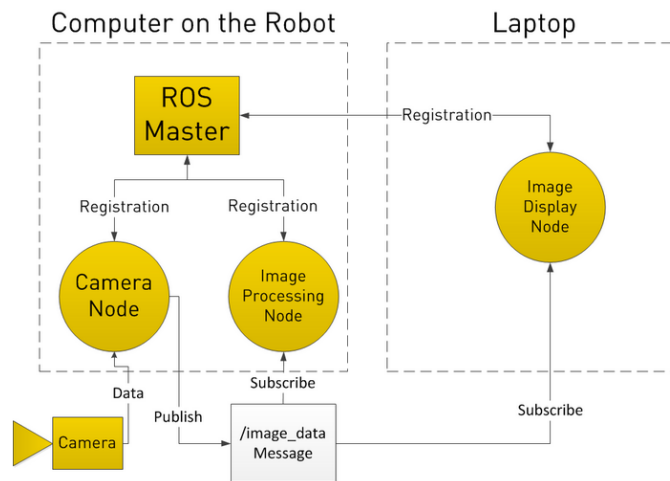 Computer on the Robot
Laptop
ROS
Master
Registration
Registration
Registration
Image
Display
Node
Camera
Node
Image
Processing
Node
Data
Publish
Subscribe
Subscribe
Camera
/image_data
Message